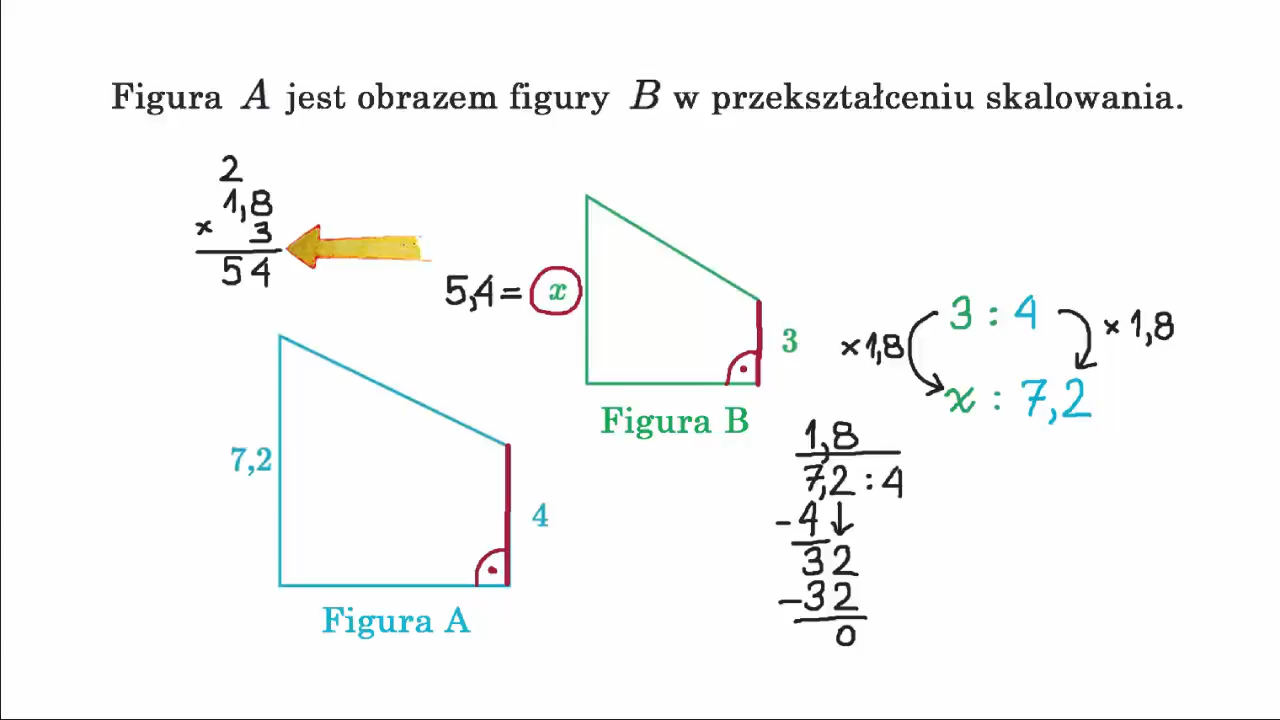 Figura A jest obrazem figury B w przekształceniu skalowania.
2
1,8
× 3
54
5,4 = x
3
Figura B
7,2
4
Figura A
3 : 4
×1,8
×1,8
x : 7,2
1,8
7,2 : 4
-4↓
32
-32
0